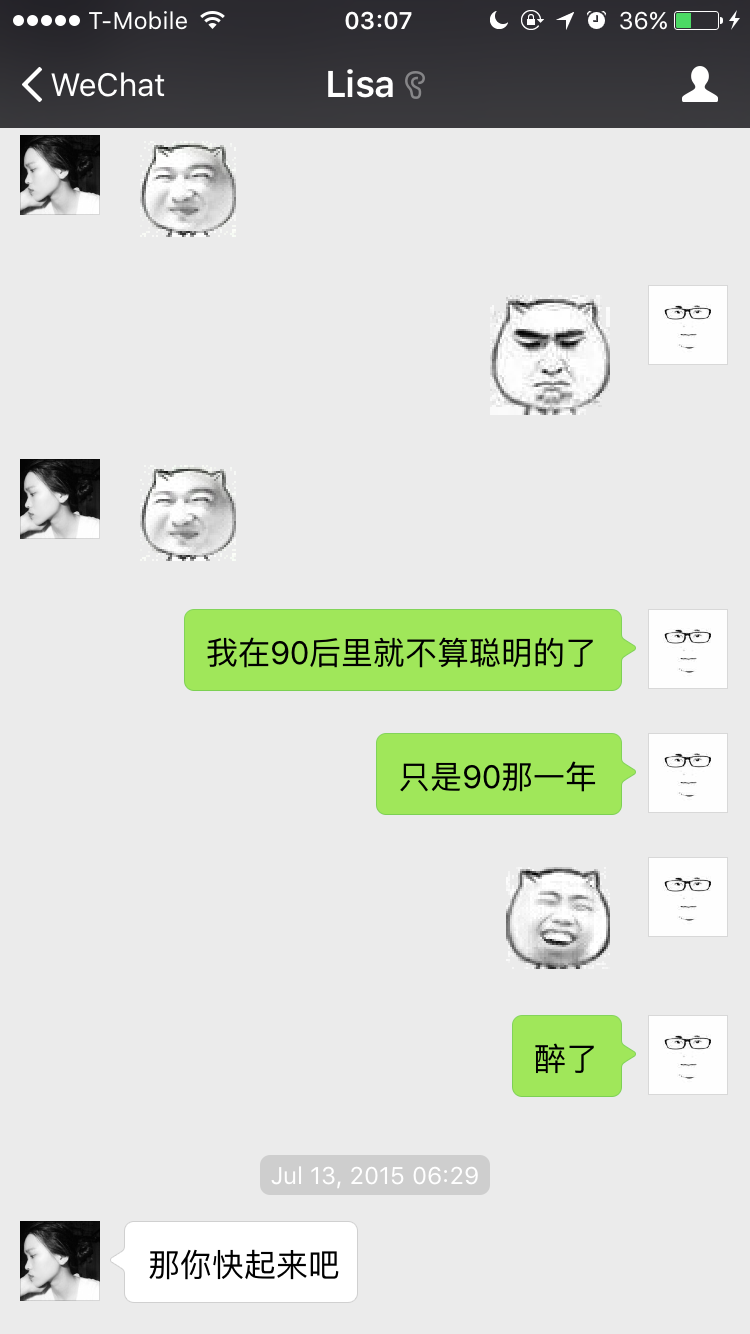 T-Mobile 03:07 36%
WeChat Lisa
我在90后里就不算聪明的了
只是90那一年
醉了
Jul 13, 2015 06:29
那你快起来吧